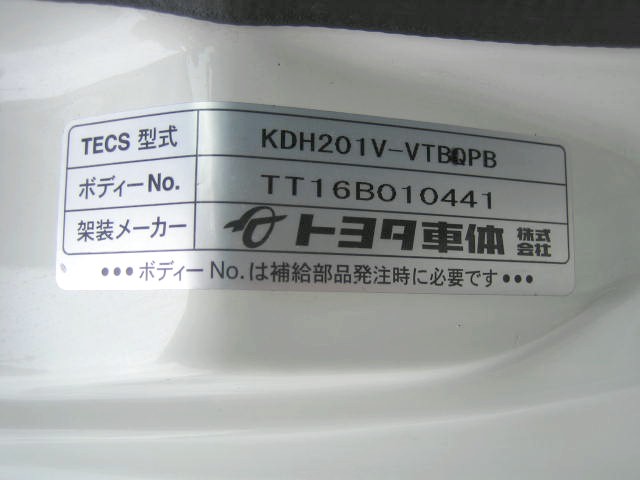 TECS 型式 KDH201V-VTBQPB
ボディーNo. TT16B010441
架装メーカー トヨタ車体 株式会社
•••ボディーNo.は補給部品発注時に必要です•••